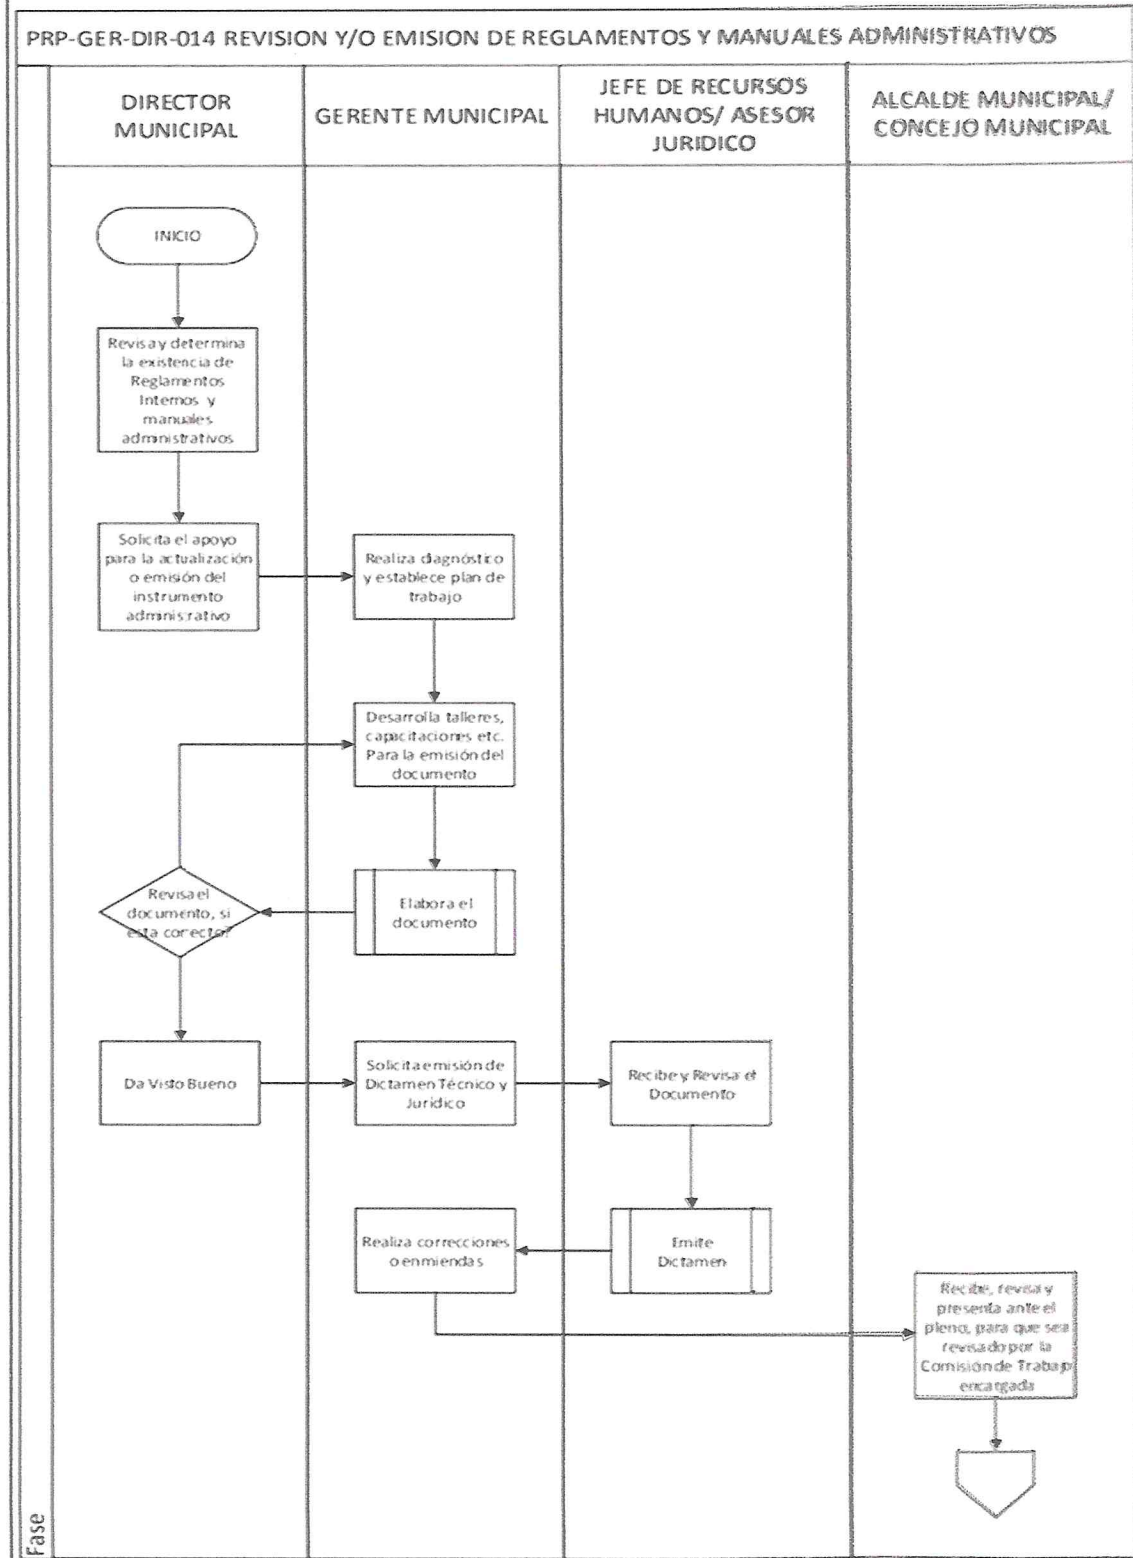 PRP-GER-DIR-014 REVISION Y/O EMISION DE REGLAMENTOS Y MANUALES ADMINISTRATIVOS
DIRECTOR
MUNICIPAL
GERENTE MUNICIPAL
JEFE DE RECURSOS
HUMANOS/ ASESOR
JURIDICO
ALCALDE MUNICIPAL/
CONCEJO MUNICIPAL
INICIO
Revisa y determina
la existencia de
Reglamentos
Internos y
manuales
administrativos
Solicita el apoyo
para la actualización
o emisión del
instrumento
administrativo
Realiza diagnóstico
y establece plan de
trabajo
Desarrolla talleres,
capacitaciones etc.
Para la emisión del
documento
Elabora el
documento
Revisa el
documento, si
esta correcto?
Da Visto Bueno
Solicita emisión de
Dictamen Técnico y
Jurídico
Recibe y Revisa el
Documento
Emite
Dictamen
Realiza correcciones
o enmiendas
Recibe, revisa y
presenta ante el
pleno, para que sea
revisado por la
Comisión de Trabajo
encargada
Fase